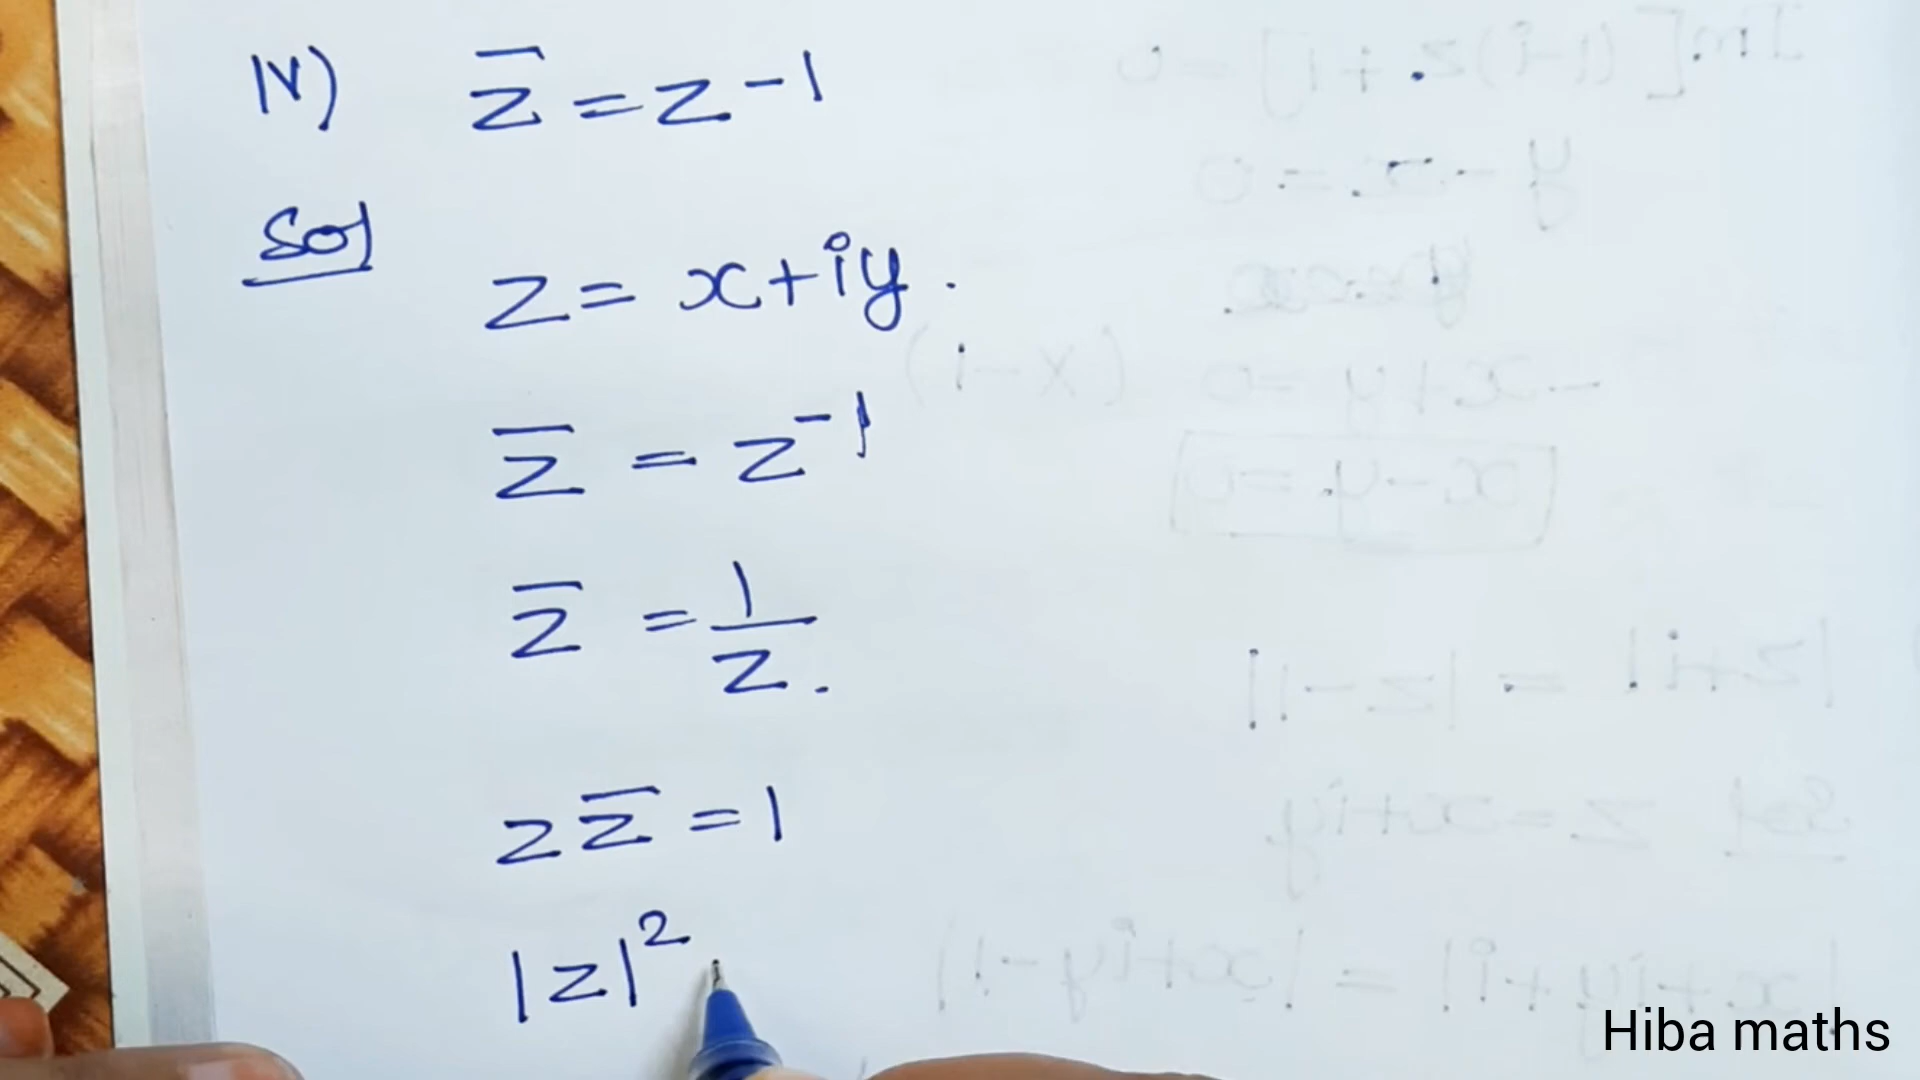 IV) z̅ = z⁻¹
Sol
z = x+iy.
z̅ = z⁻¹
z̅ = 1/z.
zz̅ = 1
|z|²
Hiba maths